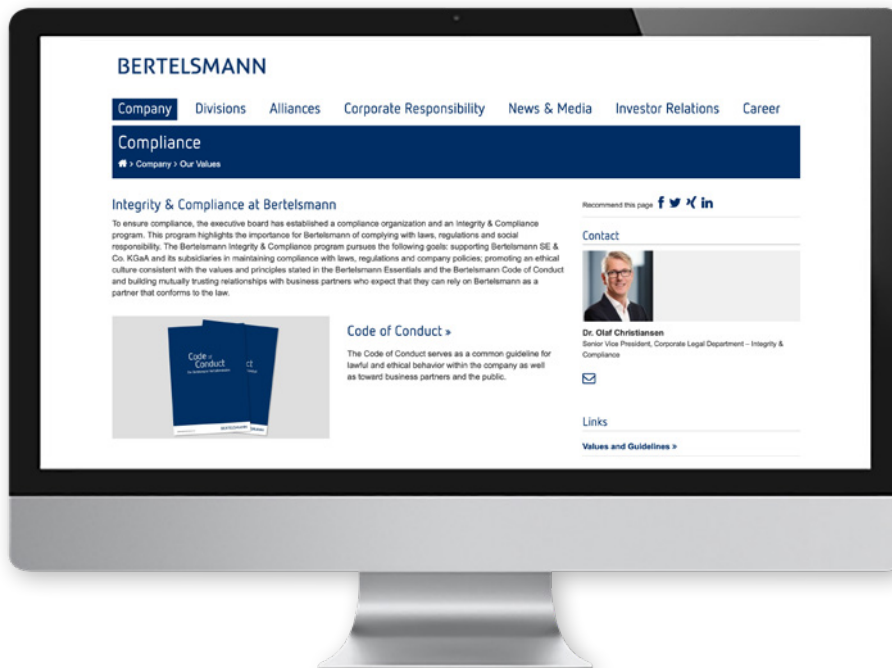 BERTELSMANN
Company Divisions Alliances Corporate Responsibility News & Media Investor Relations Career
Compliance
> Company > Our Values
Integrity & Compliance at Bertelsmann
To ensure compliance, the executive board has established a compliance organization and an Integrity & Compliance
program. This program highlights the importance for Bertelsmann of complying with laws, regulations and social
responsibility. The Bertelsmann Integrity & Compliance program pursues the following goals: supporting Bertelsmann SE &
Co. KGaA and its subsidiaries in maintaining compliance with laws, regulations and company policies; promoting an ethical
culture consistent with the values and principles stated in the Bertelsmann Essentials and the Bertelsmann Code of Conduct
and building mutually trusting relationships with business partners who expect that they can rely on Bertelsmann as a
partner that conforms to the law.
Code of
Conduct
BERTELSMANN
Code of Conduct »
The Code of Conduct serves as a common guideline for
lawful and ethical behavior within the company as well
as toward business partners and the public.
Recommend this page
Contact
Dr. Olaf Christiansen
Senior Vice President, Corporate Legal Department – Integrity &
Compliance
Links
Values and Guidelines »